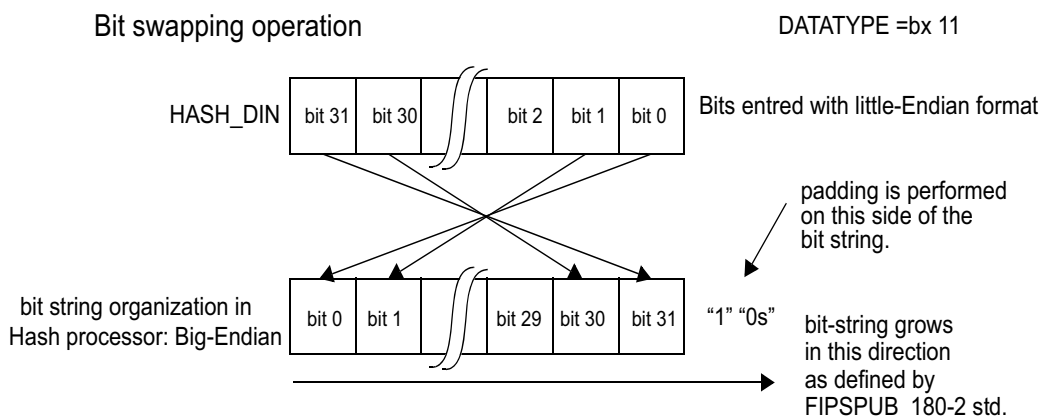 Bit swapping operation
DATATYPE =bx 11
HASH_DIN
bit 31 bit 30 bit 2 bit 1 bit 0
Bits entred with little-Endian format
padding is performed
on this side of the
bit string.
bit string organization in
Hash processor: Big-Endian
bit 0 bit 1 bit 29 bit 30 bit 31
“1” “0s”
bit-string grows
in this direction
as defined by
FIPSPUB 180-2 std.